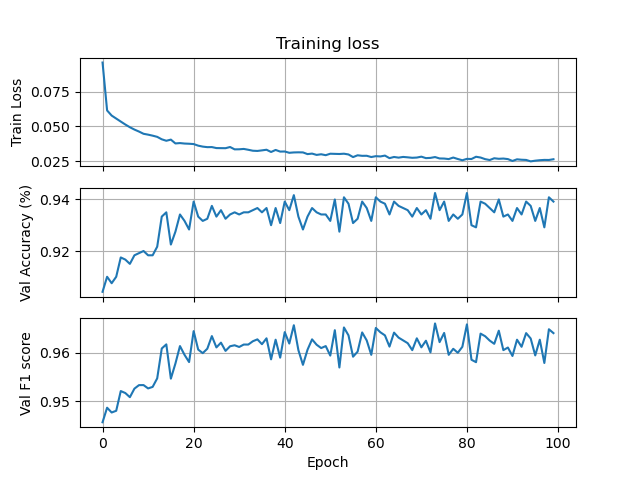 Training loss
Train Loss
0.075
0.050
0.025
Val Accuracy (%)
0.94
0.92
Val F1 score
0.96
0.95
0 20 40 60 80 100
Epoch